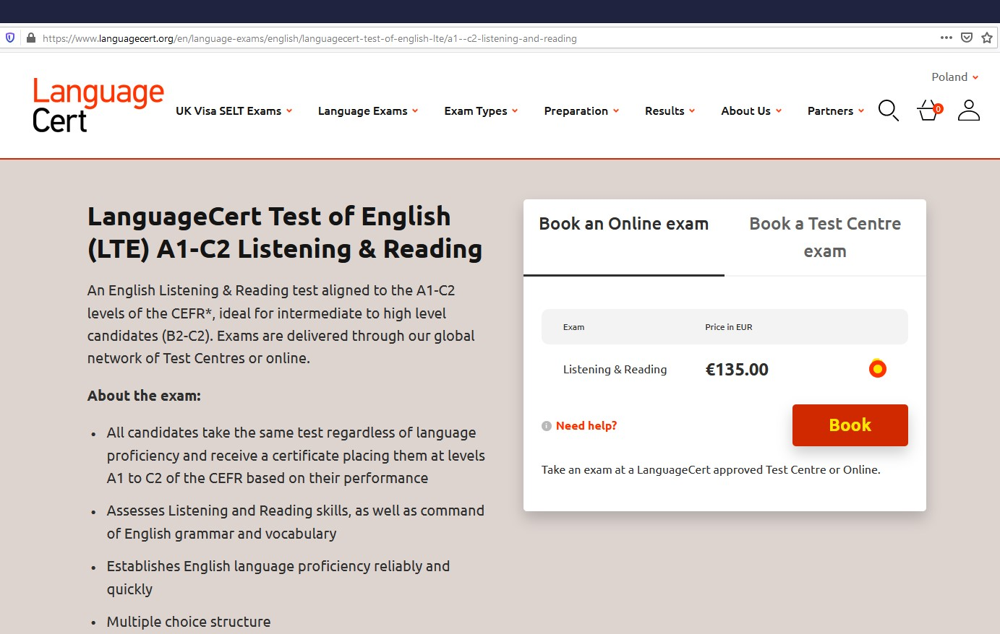 https://www.languagecert.org/en/language-exams/english/languagecert-test-of-english-lte/a1--c2-listening-and-reading
Poland
Language
Cert
UK Visa SELT Exams
Language Exams
Exam Types
Preparation
Results
About Us
Partners
0
LanguageCert Test of English
(LTE) A1-C2 Listening & Reading
An English Listening & Reading test aligned to the A1-C2
levels of the CEFR*, ideal for intermediate to high level
candidates (B2-C2). Exams are delivered through our global
network of Test Centres or online.
About the exam:
• All candidates take the same test regardless of language
proficiency and receive a certificate placing them at levels
A1 to C2 of the CEFR based on their performance
• Assesses Listening and Reading skills, as well as command
of English grammar and vocabulary
• Establishes English language proficiency reliably and
quickly
• Multiple choice structure
Book an Online exam
Book a Test Centre
exam
Exam
Price in EUR
Listening & Reading
€135.00
i Need help?
Book
Take an exam at a LanguageCert approved Test Centre or Online.